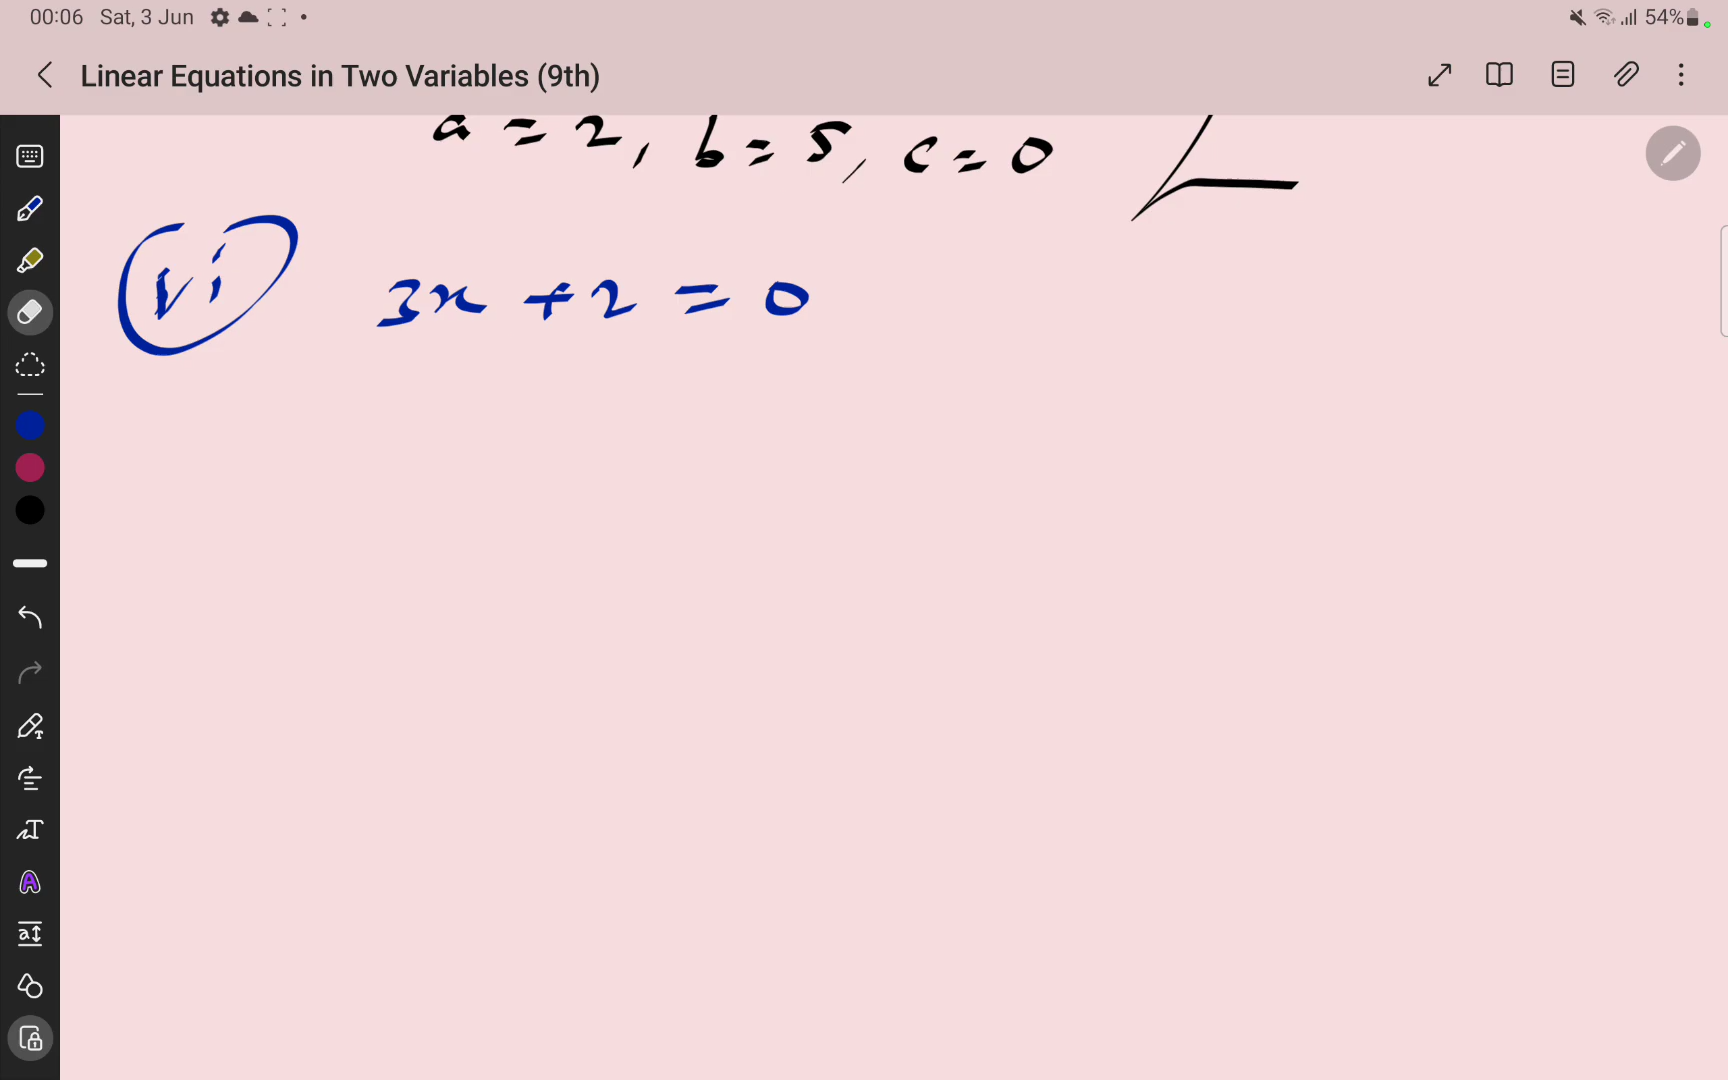 00:06 Sat, 3 Jun 54%
Linear Equations in Two Variables (9th)
a = 2, b = 5, c = 0
(vi) 3x + 2 = 0